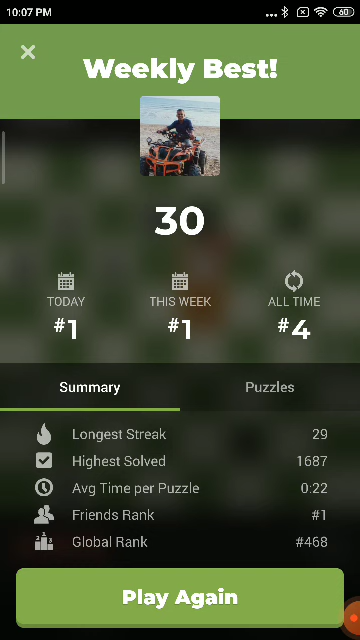 10:07 PM
60
Weekly Best!
30
TODAY THIS WEEK ALL TIME
#1 #1 #4
Summary Puzzles
Longest Streak 29
Highest Solved 1687
Avg Time per Puzzle 0:22
Friends Rank #1
Global Rank #468
Play Again